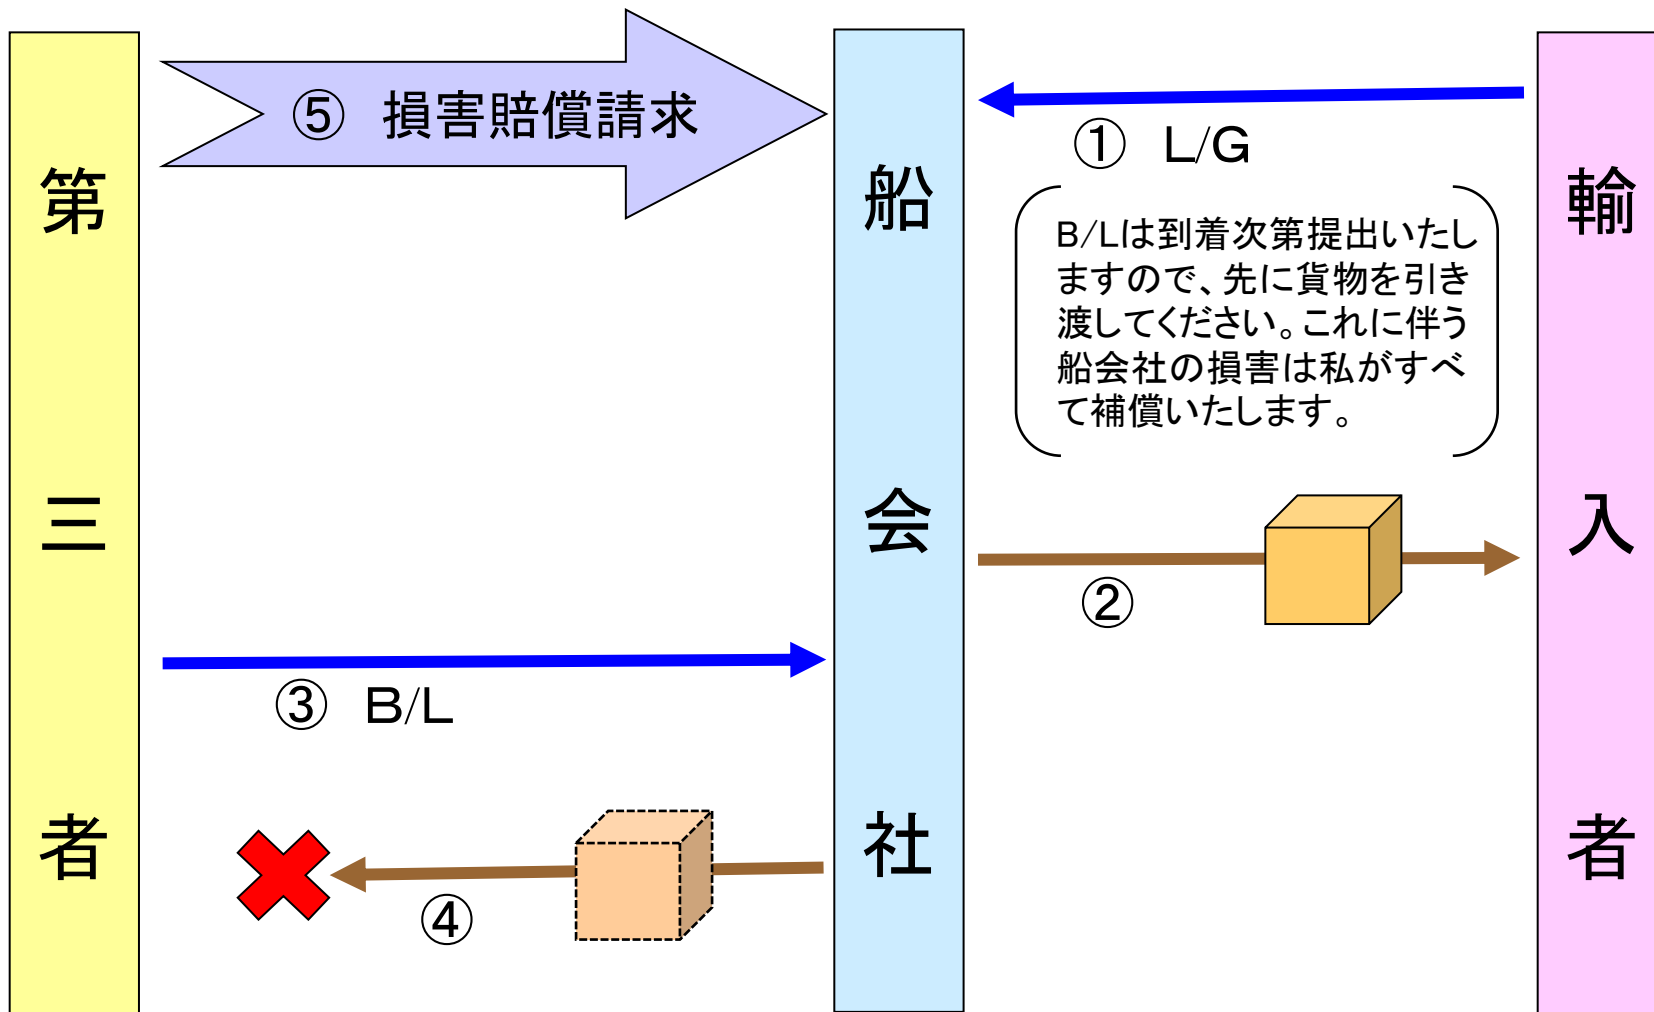 第三者
船会社
輸入者
⑤ 損害賠償請求
① L/G
B/Lは到着次第提出いたし
ますので、先に貨物を引き
渡してください。これに伴う
船会社の損害は私がすべ
て補償いたします。
②
③ B/L
④